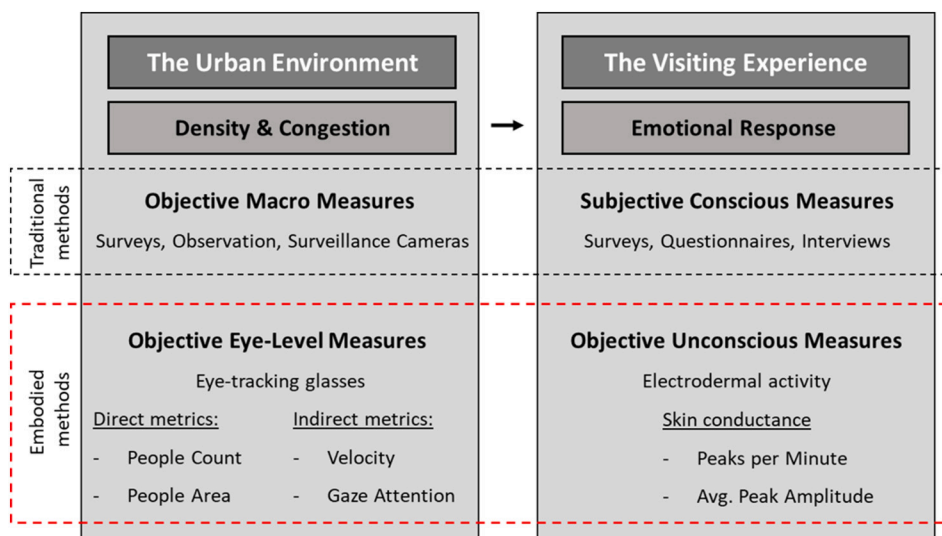 The Urban Environment
Density & Congestion
The Visiting Experience
Emotional Response
Traditional
methods
Objective Macro Measures
Surveys, Observation, Surveillance Cameras
Subjective Conscious Measures
Surveys, Questionnaires, Interviews
Embodied
methods
Objective Eye-Level Measures
Eye-tracking glasses
Direct metrics:
- People Count
- People Area
Indirect metrics:
- Velocity
- Gaze Attention
Objective Unconscious Measures
Electrodermal activity
Skin conductance
- Peaks per Minute
- Avg. Peak Amplitude